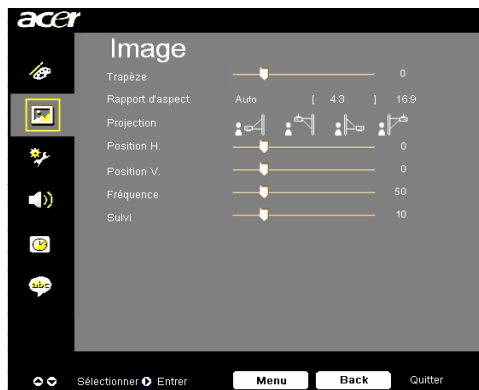 acer
Image
Trapèze 0
Rapport d'aspect Auto [ 4:3 ] 16:9
Projection
Position H. 0
Position V. 0
Fréquence 50
Suivi 10
abc
Sélectionner Entrer Menu Back Quitter